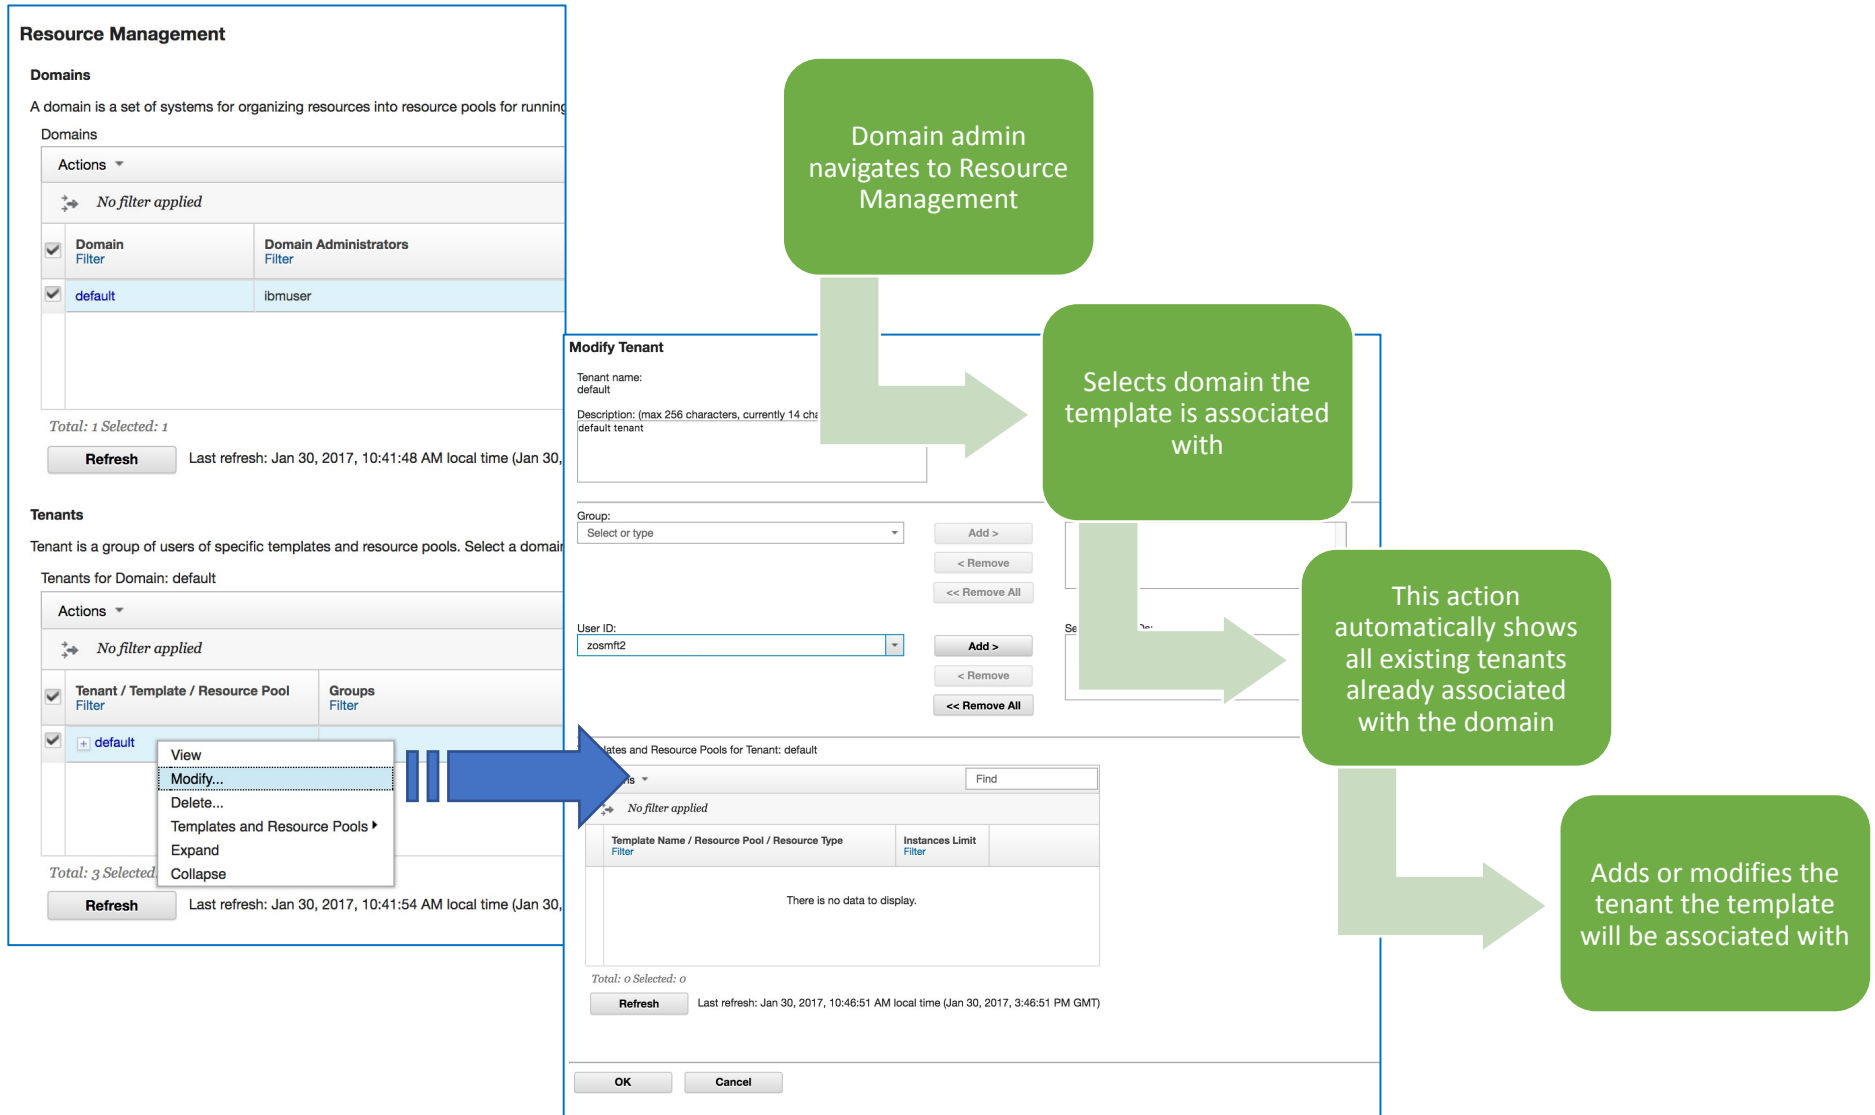 Resource Management
Domains
A domain is a set of systems for organizing resources into resource pools for running
Domains
Actions
No filter applied
Domain
Filter
Domain Administrators
Filter
default
ibmuser
Total: 1 Selected: 1
Refresh
Last refresh: Jan 30, 2017, 10:41:48 AM local time (Jan 30,
Tenants
Tenant is a group of users of specific templates and resource pools. Select a domain
Tenants for Domain: default
Actions
No filter applied
Tenant / Template / Resource Pool
Filter
Groups
Filter
default
View
Modify...
Delete...
Templates and Resource Pools
Expand
Collapse
Total: 3 Selected:
Refresh
Last refresh: Jan 30, 2017, 10:41:54 AM local time (Jan 30,
Modify Tenant
Tenant name:
default
Description: (max 256 characters, currently 14
default tenant
Group:
Select or type
Add >
< Remove
<< Remove All
User ID:
zosmft2
Add >
< Remove
<< Remove All
and Resource Pools for Tenant: default
Find
No filter applied
Template Name / Resource Pool / Resource Type
Filter
Instances Limit
Filter
There is no data to display.
Total: 0 Selected: 0
Refresh
Last refresh: Jan 30, 2017, 10:46:51 AM local time (Jan 30, 2017, 3:46:51 PM GMT)
OK
Cancel
Domain admin
navigates to Resource
Management
Selects domain the
template is associated
with
This action
automatically shows
all existing tenants
already associated
with the domain
Adds or modifies the
tenant the template
will be associated with